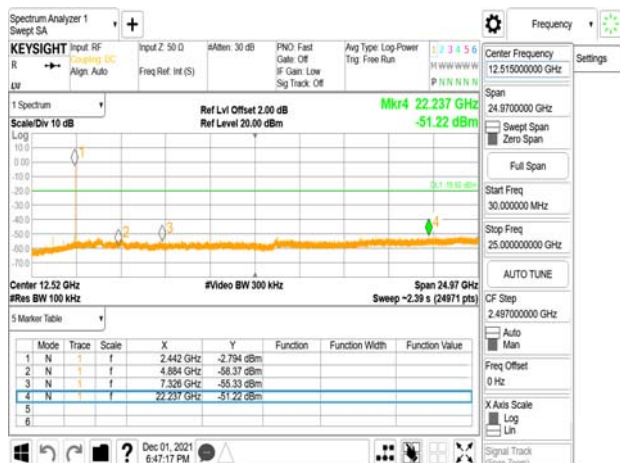 Spectrum Analyzer 1
Swept SA
+
Frequency
KEYSIGHT
Input: RF
Coupling: DC
Align: Auto
Input Z: 50 Ω
Freq Ref: Int (S)
#Atten: 30 dB
PNO: Fast
Gate: Off
IF Gain: Low
Sig Track: Off
Avg Type: Log-Power
Trig: Free Run
1 2 3 4 5 6
M W W W W W
P N N N N N
R
LXI
1 Spectrum
Scale/Div 10 dB
Ref Lvl Offset 2.00 dB
Ref Level 20.00 dBm
Mkr4 22.237 GHz
-51.22 dBm
Log
10.0
0.00
-10.0
-20.0
-30.0
-40.0
-50.0
-60.0
-70.0
1
2
3
4
Center 12.52 GHz
#Res BW 100 kHz
#Video BW 300 kHz
Span 24.97 GHz
Sweep ~2.39 s (24971 pts)
5 Marker Table
Mode Trace Scale X Y Function Function Width Function Value
1 N 1 f 2.442 GHz -2.794 dBm
2 N 1 f 4.884 GHz -58.37 dBm
3 N 1 f 7.326 GHz -55.33 dBm
4 N 1 f 22.237 GHz -51.22 dBm
5
6
?
Dec 01, 2021
6:47:17 PM
Center Frequency
12.515000000 GHz
Settings
Span
24.9700000 GHz
Swept Span
Zero Span
Full Span
Start Freq
30.000000 MHz
Stop Freq
25.000000000 GHz
AUTO TUNE
CF Step
2.497000000 GHz
Auto
Man
Freq Offset
0 Hz
X Axis Scale
Log
Lin
Signal Track
(Span Zoom)